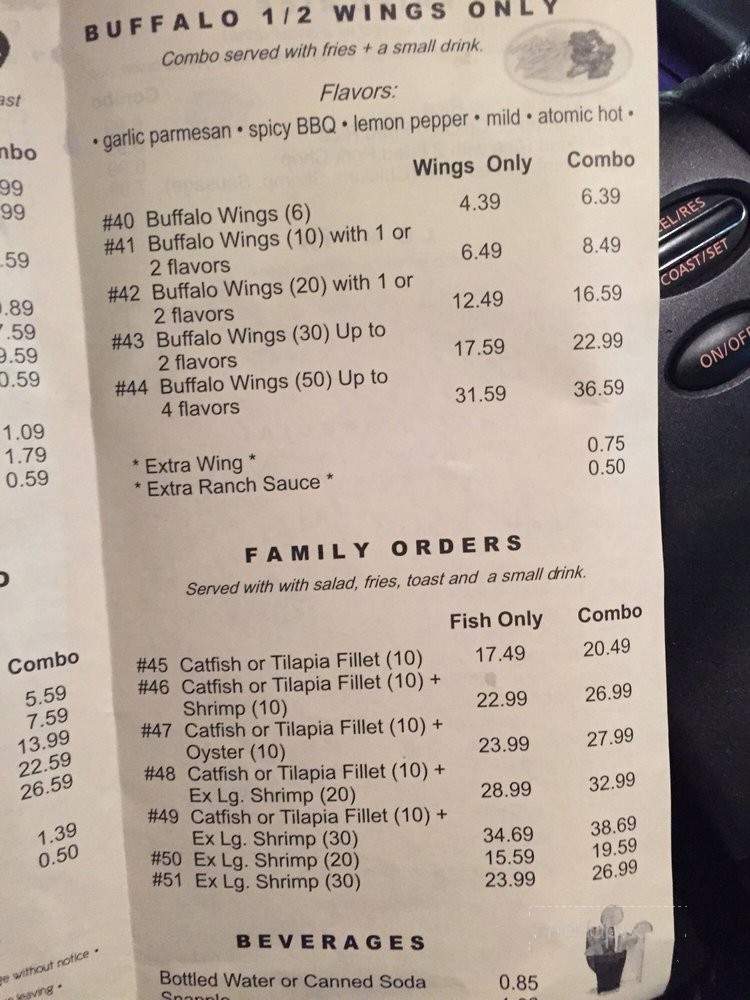 BUFFALO 1/2 WINGS ONLY
Combo served with fries + a small drink.
Flavors:
• garlic parmesan • spicy BBQ • lemon pepper • mild • atomic hot •
Wings Only Combo
#40 Buffalo Wings (6) 4.39 6.39
#41 Buffalo Wings (10) with 1 or
2 flavors 6.49 8.49
#42 Buffalo Wings (20) with 1 or
2 flavors 12.49 16.59
#43 Buffalo Wings (30) Up to
2 flavors 17.59 22.99
#44 Buffalo Wings (50) Up to
4 flavors 31.59 36.59
* Extra Wing * 0.75
* Extra Ranch Sauce * 0.50
FAMILY ORDERS
Served with with salad, fries, toast and a small drink.
Fish Only Combo
#45 Catfish or Tilapia Fillet (10) 17.49 20.49
#46 Catfish or Tilapia Fillet (10) +
Shrimp (10) 22.99 26.99
#47 Catfish or Tilapia Fillet (10) +
Oyster (10) 23.99 27.99
#48 Catfish or Tilapia Fillet (10) +
Ex Lg. Shrimp (20) 28.99 32.99
#49 Catfish or Tilapia Fillet (10) +
Ex Lg. Shrimp (30) 34.69 38.69
#50 Ex Lg. Shrimp (20) 15.59 19.59
#51 Ex Lg. Shrimp (30) 23.99 26.99
BEVERAGES
Bottled Water or Canned Soda 0.85
Combo
5.59
7.59
13.99
22.59
26.59
1.39
0.50
1.09
1.79
0.59
without notice •
leaving •
EL/RES
COAST/SET
ON/OFF